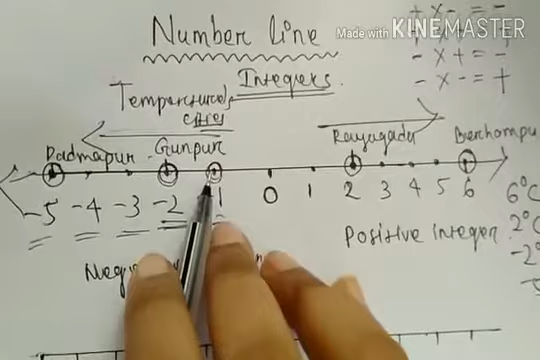 Made with KINEMASTER
+ x - = -
Number line
- x + = -
Integers
- x - = +
Temperature
cities
Padmapur Gunpur Rayagada
-5 -4 -3 -2 1 0 1 2 3 4 5 6
6°C
2°C
Positive integer
-2°